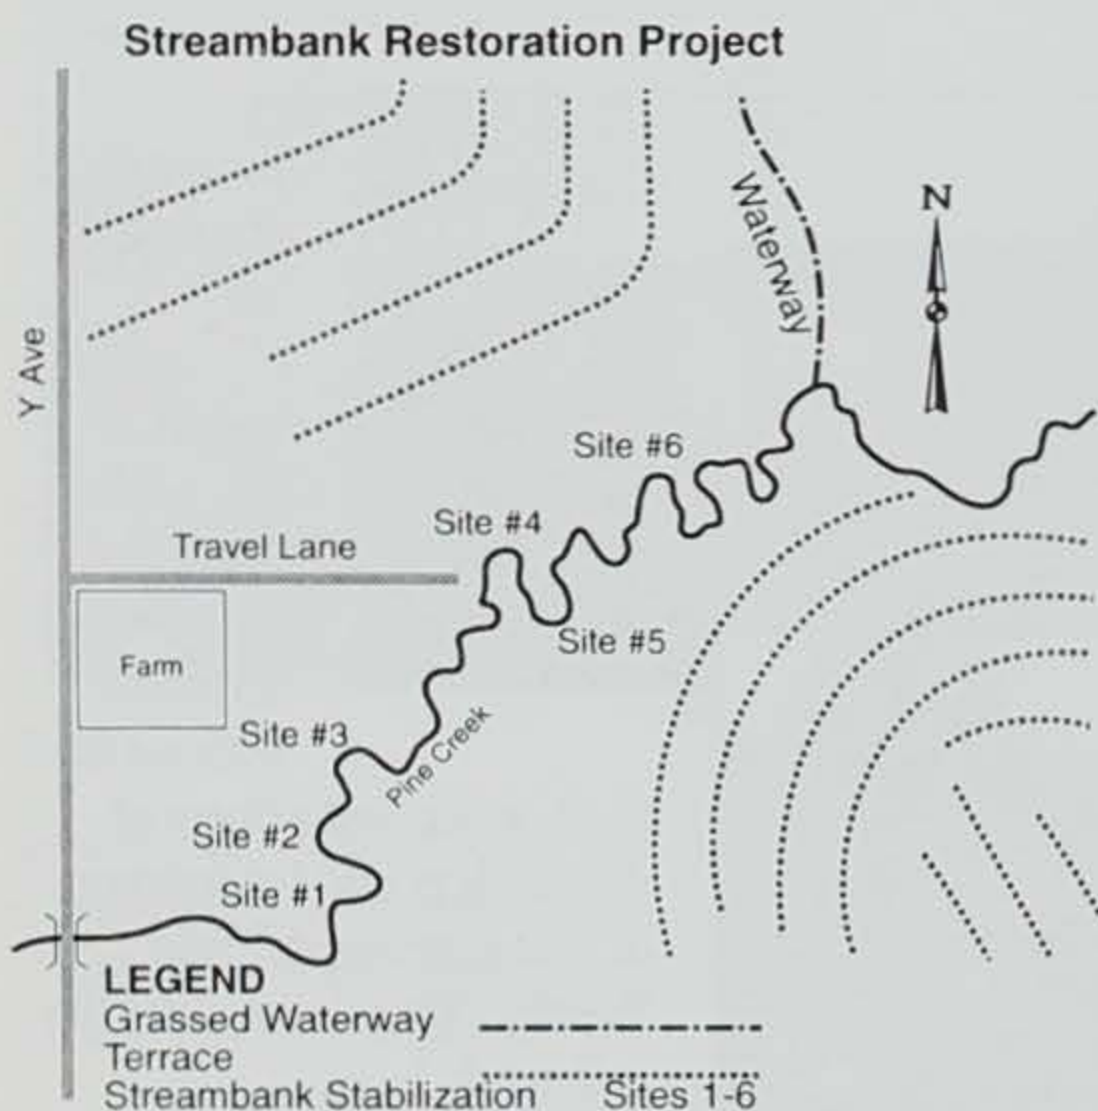 Streambank Restoration Project
N
Waterway
Y Ave
Site #6
Site #4
Travel Lane
Site #5
Farm
Site #3
Pine Creek
Site #2
Site #1
LEGEND
Grassed Waterway
Terrace
Streambank Stabilization Sites 1-6